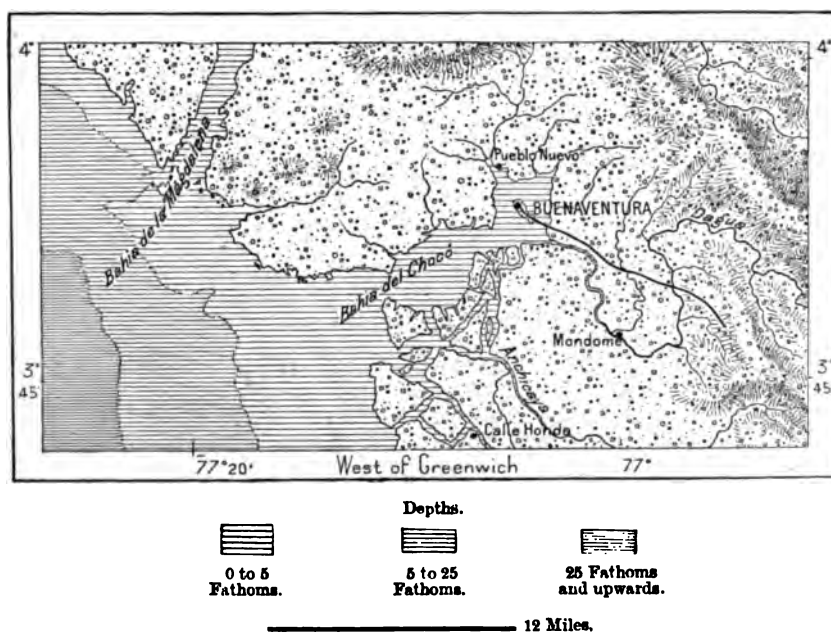 4°
4°
Bahia de la Magdalena
Pueblo Nuevo
BUENAVENTURA
Dagua
Bahia del Chocó
Mondomé
3°
45'
3°
45'
Anchicaya
Calle Honda
77°20'
West of Greenwich
77°
Depths.
0 to 5
Fathoms.
5 to 25
Fathoms.
25 Fathoms
and upwards.
12 Miles.